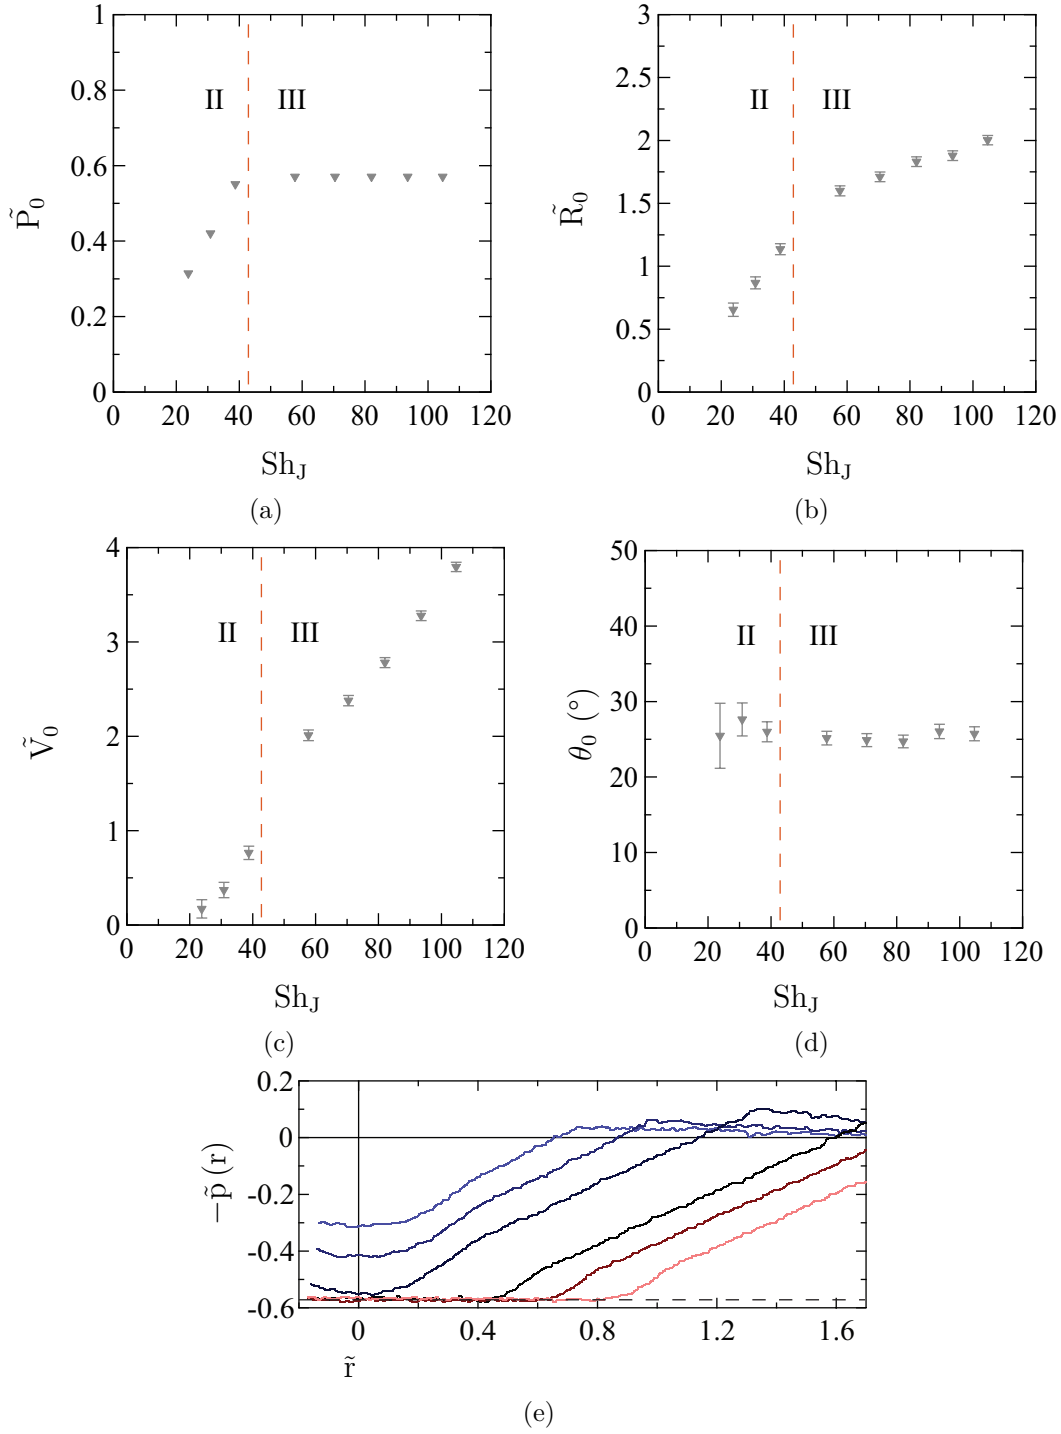 1
0.8
0.6
0.4
0.2
0
P̃₀
II
III
0 20 40 60 80 100 120
Sh_J
(a)
3
2.5
2
1.5
1
0.5
0
R̃₀
II
III
0 20 40 60 80 100 120
Sh_J
(b)
4
3
2
1
0
Ṽ₀
II
III
0 20 40 60 80 100 120
Sh_J
(c)
50
40
30
20
10
0
θ₀ (°)
II
III
0 20 40 60 80 100 120
Sh_J
(d)
0.2
0
-0.2
-0.4
-0.6
−p̃ (r)
0 0.4 0.8 1.2 1.6
r̃
(e)